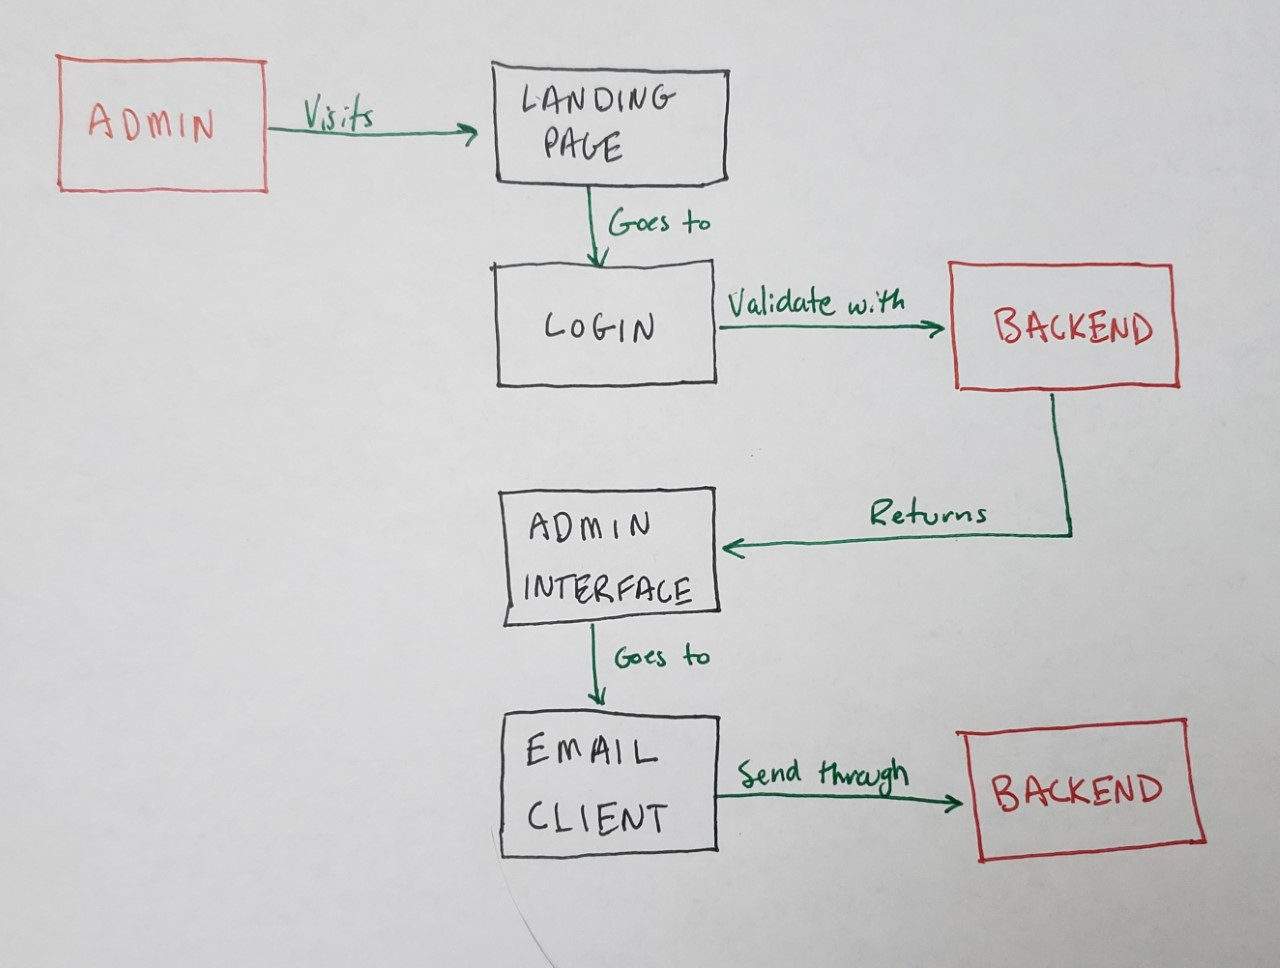 ADMIN
Visits
LANDING
PAGE
Goes to
LOGIN
Validate with
BACKEND
Returns
ADMIN
INTERFACE
Goes to
EMAIL
CLIENT
Send through
BACKEND